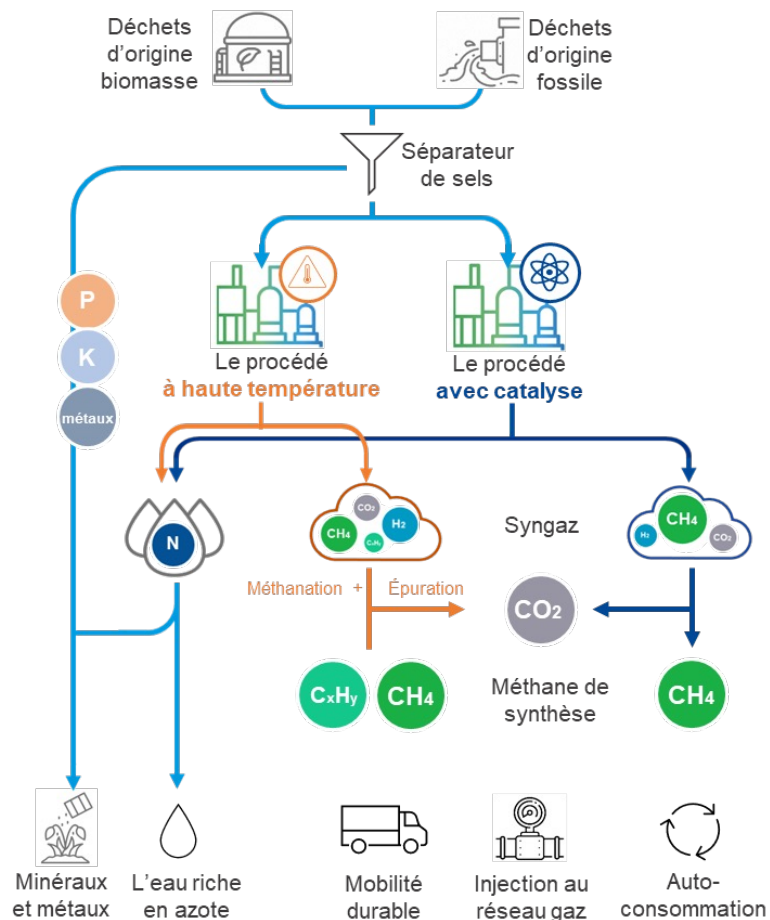 Déchets
d'origine
biomasse
Déchets
d'origine
fossile
Séparateur
de sels
P
K
métaux
Le procédé
à haute température
Le procédé
avec catalyse
N
CO₂
CH₄
H₂
CₓHᵧ
Syngaz
CH₄
H₂
CO₂
Méthanation + Épuration
CO₂
CₓHᵧ
CH₄
Méthane de
synthèse
CH₄
Minéraux
et métaux
L'eau riche
en azote
Mobilité
durable
Injection au
réseau gaz
Auto-
consommation